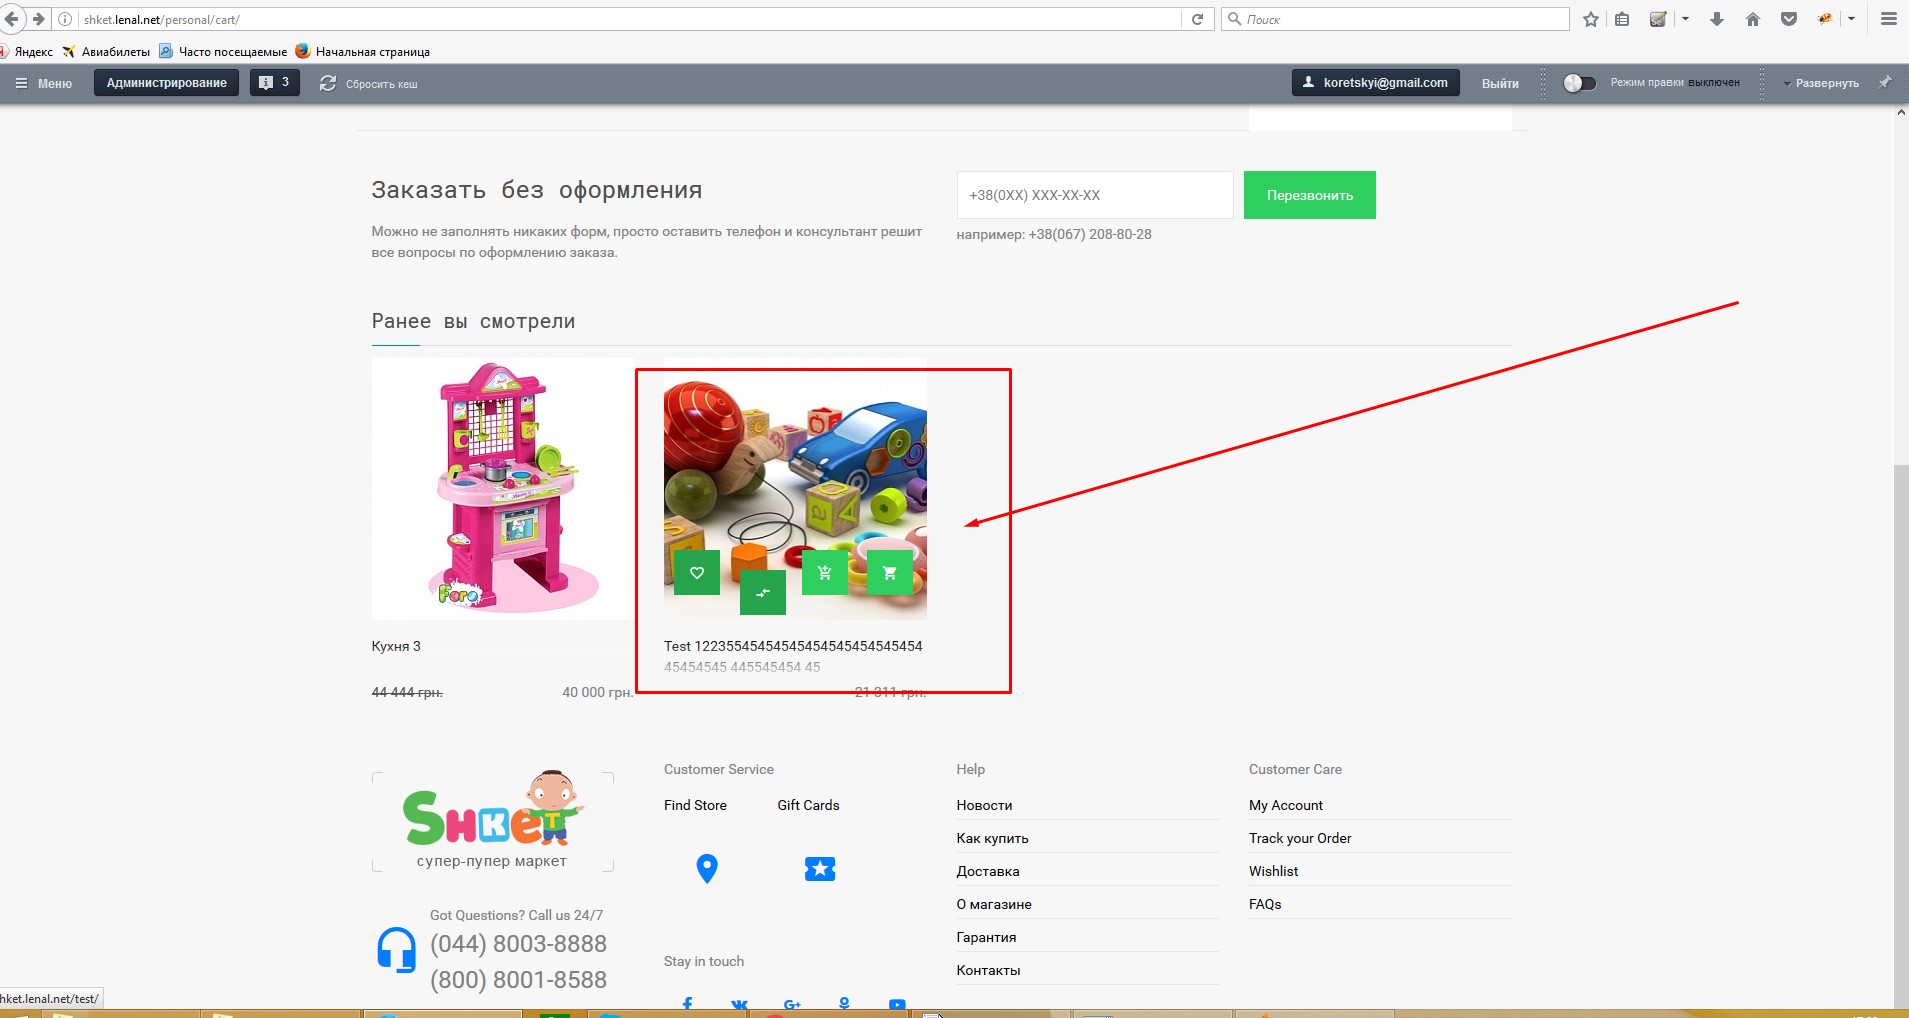 shket.lenal.net/personal/cart/
Поиск
Яндекс Авиабилеты Часто посещаемые Начальная страница
Меню Администрирование 3 Сбросить кеш koretskyi@gmail.com Выйти Режим правки выключен Развернуть
Заказать без оформления
+38(0XX) XXX-XX-XX
Перезвонить
Можно не заполнять никаких форм, просто оставить телефон и консультант решит
все вопросы по оформлению заказа.
например: +38(067) 208-80-28
Ранее вы смотрели
Foro
Кухня 3
44 444 грн. 40 000 грн.
Test 12235545454545454545454545454
45454545 445545454 45
21 311 грн.
SHKET
супер-пупер маркет
Got Questions? Call us 24/7
(044) 8003-8888
(800) 8001-8588
Customer Service
Find Store Gift Cards
Stay in touch
Help
Новости
Как купить
Доставка
О магазине
Гарантия
Контакты
Customer Care
My Account
Track your Order
Wishlist
FAQs
hket.lenal.net/test/